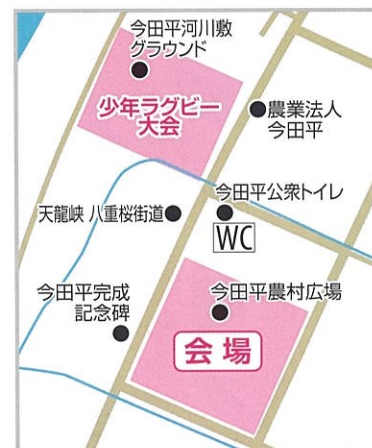 今田平河川敷
グラウンド
少年ラグビー
大会
農業法人
今田平
今田平公衆トイレ
天龍峡 八重桜街道
WC
今田平完成
記念碑
今田平農村広場
会場